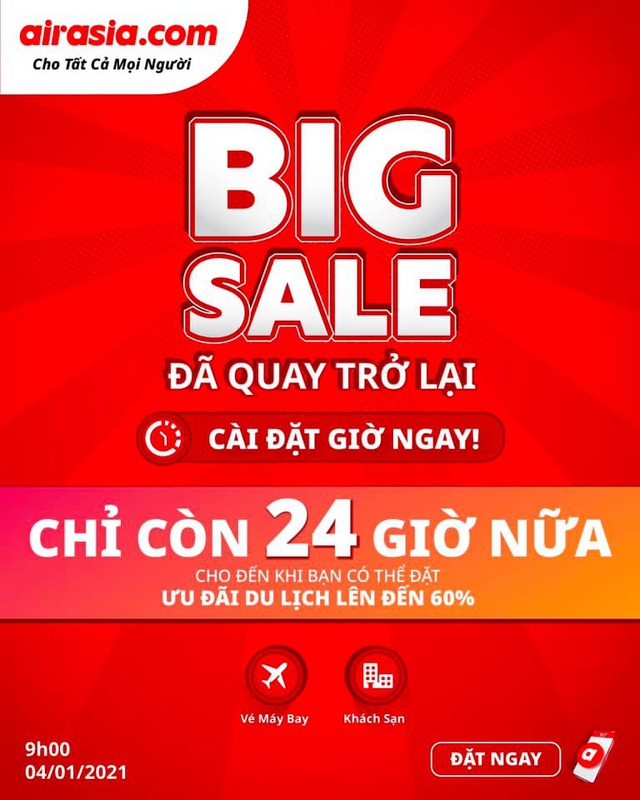 airasia.com
Cho Tất Cả Mọi Người
BIG
SALE
ĐÃ QUAY TRỞ LẠI
CÀI ĐẶT GIỜ NGAY!
CHỈ CÒN 24 GIỜ NỮA
CHO ĐẾN KHI BẠN CÓ THỂ ĐẶT
ƯU ĐÃI DU LỊCH LÊN ĐẾN 60%
Vé Máy Bay
Khách Sạn
9h00
04/01/2021
ĐẶT NGAY
a